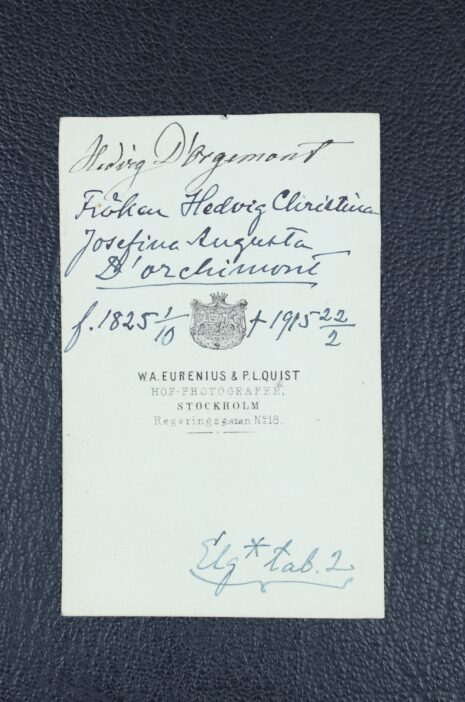 Hedvig D'Orgemont
Fröken Hedvig Christina
Josefina Augusta
D'orchimont
f. 1825 1/10 † 1915 22/2
W.A. EURENIUS & P.L. QUIST
HOF-PHOTOGRAFER,
STOCKHOLM
Regeringsgatan No 18.
Elg* tab. 2